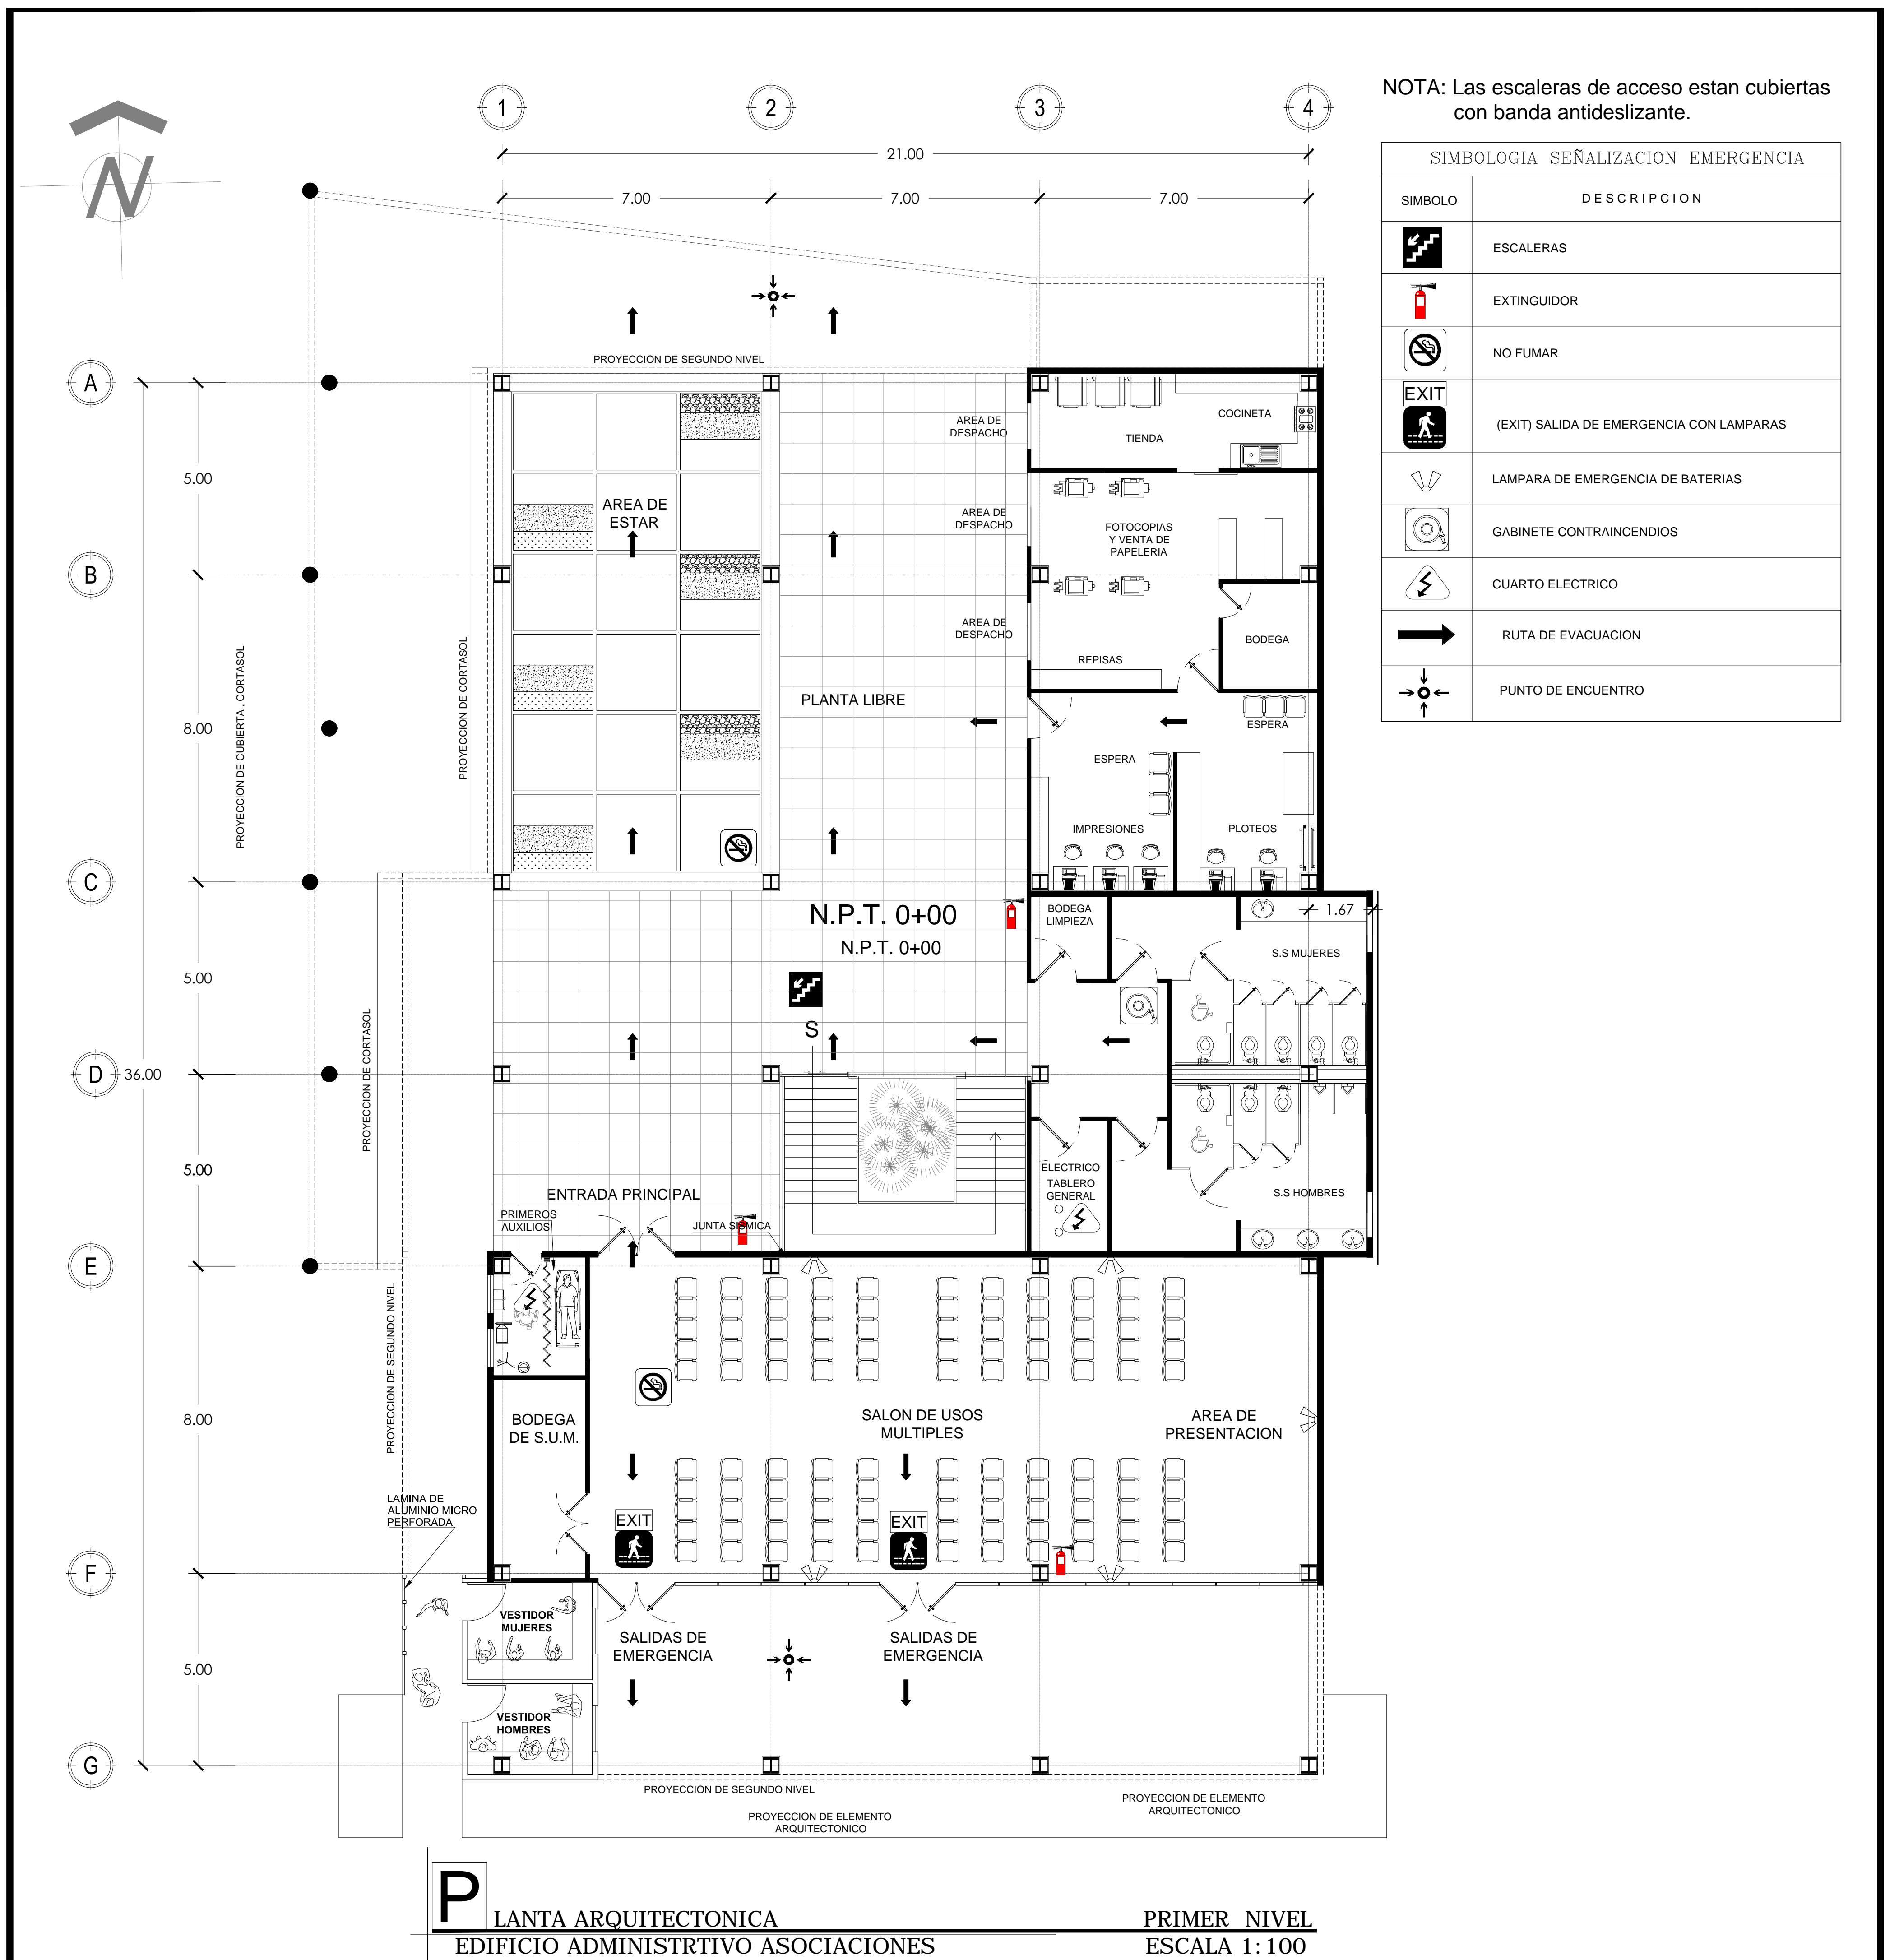 NOTA: Las escaleras de acceso estan cubiertas
con banda antideslizante.
SIMBOLOGIA SEÑALIZACION EMERGENCIA
SIMBOLO
DESCRIPCION
ESCALERAS
EXTINGUIDOR
NO FUMAR
EXIT
(EXIT) SALIDA DE EMERGENCIA CON LAMPARAS
LAMPARA DE EMERGENCIA DE BATERIAS
GABINETE CONTRAINCENDIOS
CUARTO ELECTRICO
RUTA DE EVACUACION
PUNTO DE ENCUENTRO
N
1
2
3
4
21.00
7.00
7.00
7.00
PROYECCION DE SEGUNDO NIVEL
A
5.00
B
8.00
C
5.00
D
36.00
5.00
E
8.00
F
5.00
G
PROYECCION DE CUBIERTA , CORTASOL
PROYECCION DE CORTASOL
PROYECCION DE CORTASOL
PROYECCION DE SEGUNDO NIVEL
AREA DE
ESTAR
AREA DE
DESPACHO
TIENDA
COCINETA
AREA DE
DESPACHO
FOTOCOPIAS
Y VENTA DE
PAPELERIA
AREA DE
DESPACHO
BODEGA
REPISAS
PLANTA LIBRE
ESPERA
ESPERA
IMPRESIONES
PLOTEOS
N.P.T. 0+00
N.P.T. 0+00
BODEGA
LIMPIEZA
1.67
S.S MUJERES
S
ELECTRICO
TABLERO
GENERAL
S.S HOMBRES
ENTRADA PRINCIPAL
PRIMEROS
AUXILIOS
JUNTA SISMICA
BODEGA
DE S.U.M.
SALON DE USOS
MULTIPLES
AREA DE
PRESENTACION
EXIT
EXIT
LAMINA DE
ALUMINIO MICRO
PERFORADA
VESTIDOR
MUJERES
SALIDAS DE
EMERGENCIA
SALIDAS DE
EMERGENCIA
VESTIDOR
HOMBRES
PROYECCION DE SEGUNDO NIVEL
PROYECCION DE ELEMENTO
ARQUITECTONICO
PROYECCION DE ELEMENTO
ARQUITECTONICO
PLANTA ARQUITECTONICA
PRIMER NIVEL
EDIFICIO ADMINISTRTIVO ASOCIACIONES
ESCALA 1:100